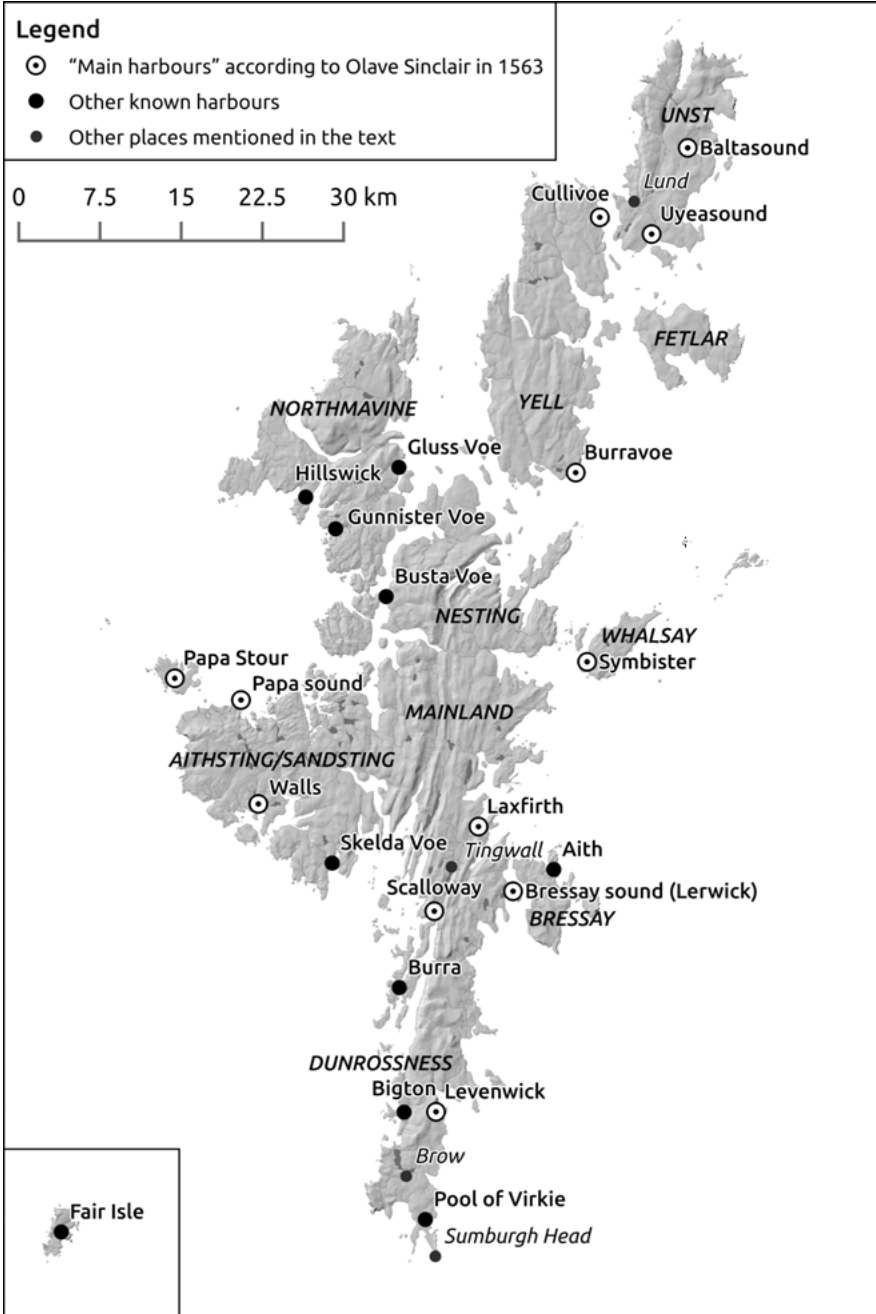 Legend
“Main harbours” according to Olave Sinclair in 1563
Other known harbours
Other places mentioned in the text
0 7.5 15 22.5 30 km
UNST
Baltasound
Lund
Cullivoe
Uyeasound
FETLAR
YELL
NORTHMAVINE
Gluss Voe
Burravoe
Hillswick
Gunnister Voe
Busta Voe
NESTING
WHALSAY
Symbister
Papa Stour
Papa sound
MAINLAND
AITHSTING/SANDSTING
Walls
Laxfirth
Skelda Voe
Tingwall
Aith
Scalloway
Bressay sound (Lerwick)
BRESSAY
Burra
DUNROSSNESS
Bigton
Levenwick
Brow
Pool of Virkie
Fair Isle
Sumburgh Head